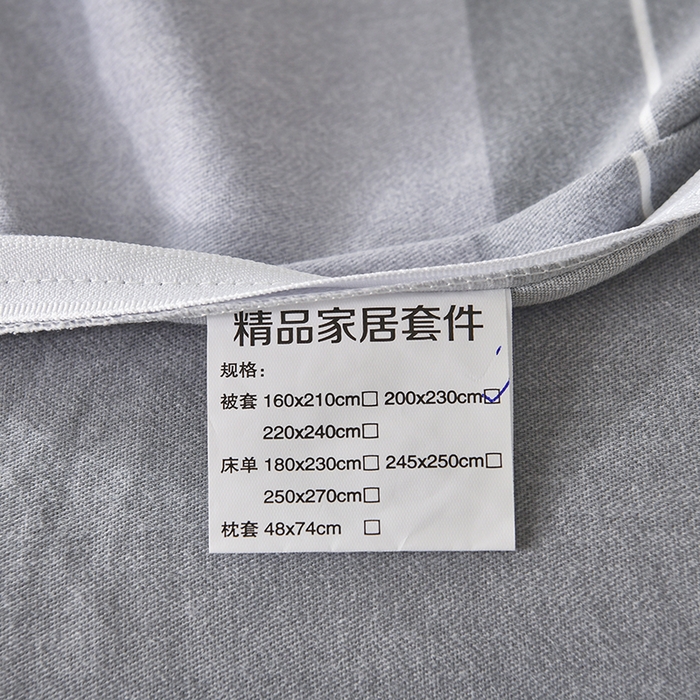 精品家居套件
规格：
被套 160x210cm□ 200x230cm☑
220x240cm□
床单 180x230cm□ 245x250cm□
250x270cm□
枕套 48x74cm □